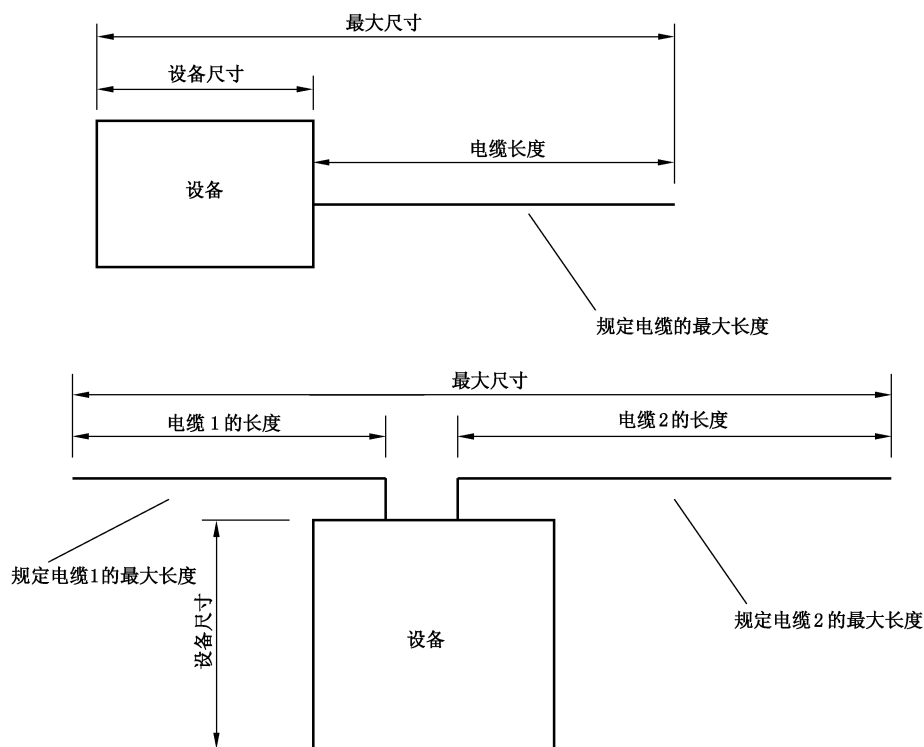 最大尺寸
设备尺寸
电缆长度
设备
规定电缆的最大长度
最大尺寸
电缆1的长度
电缆2的长度
规定电缆1的最大长度
设备尺寸
设备
规定电缆2的最大长度